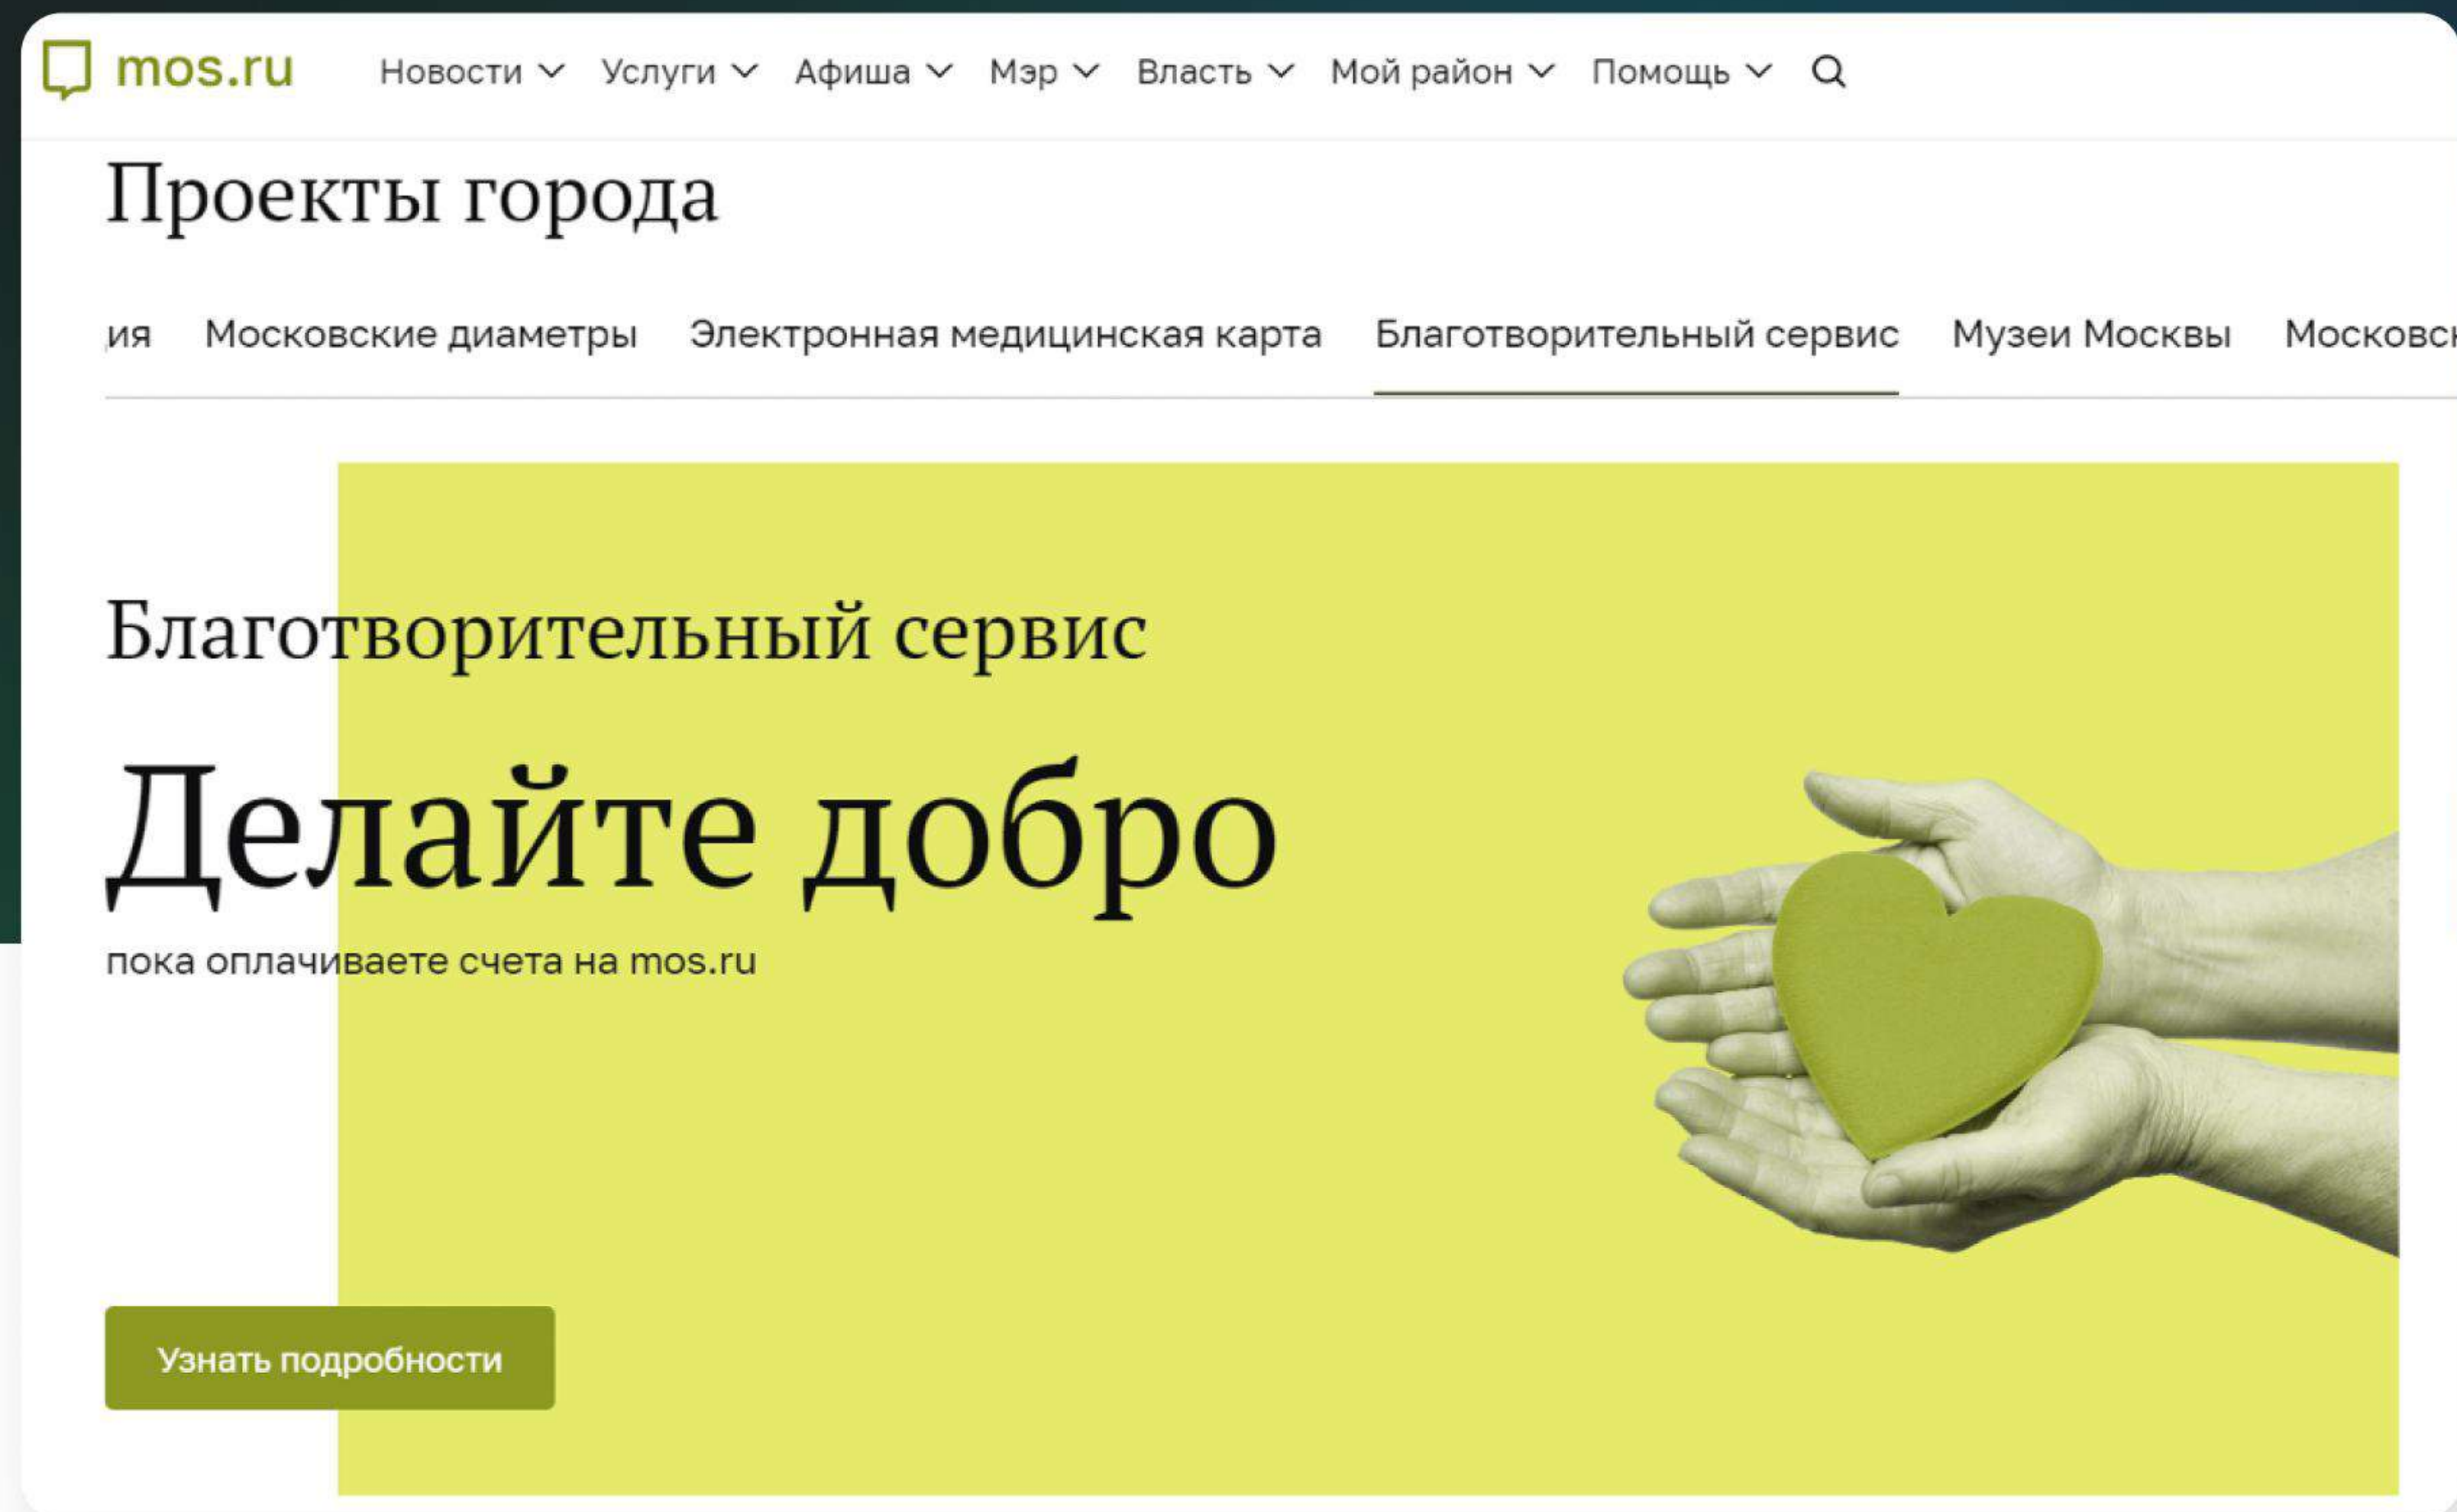 mos.ru Новости Услуги Афиша Мэр Власть Мой район Помощь
Проекты города
ия Московские диаметры Электронная медицинская карта Благотворительный сервис Музеи Москвы Московск
Благотворительный сервис
Делайте добро
пока оплачиваете счета на mos.ru
Узнать подробности